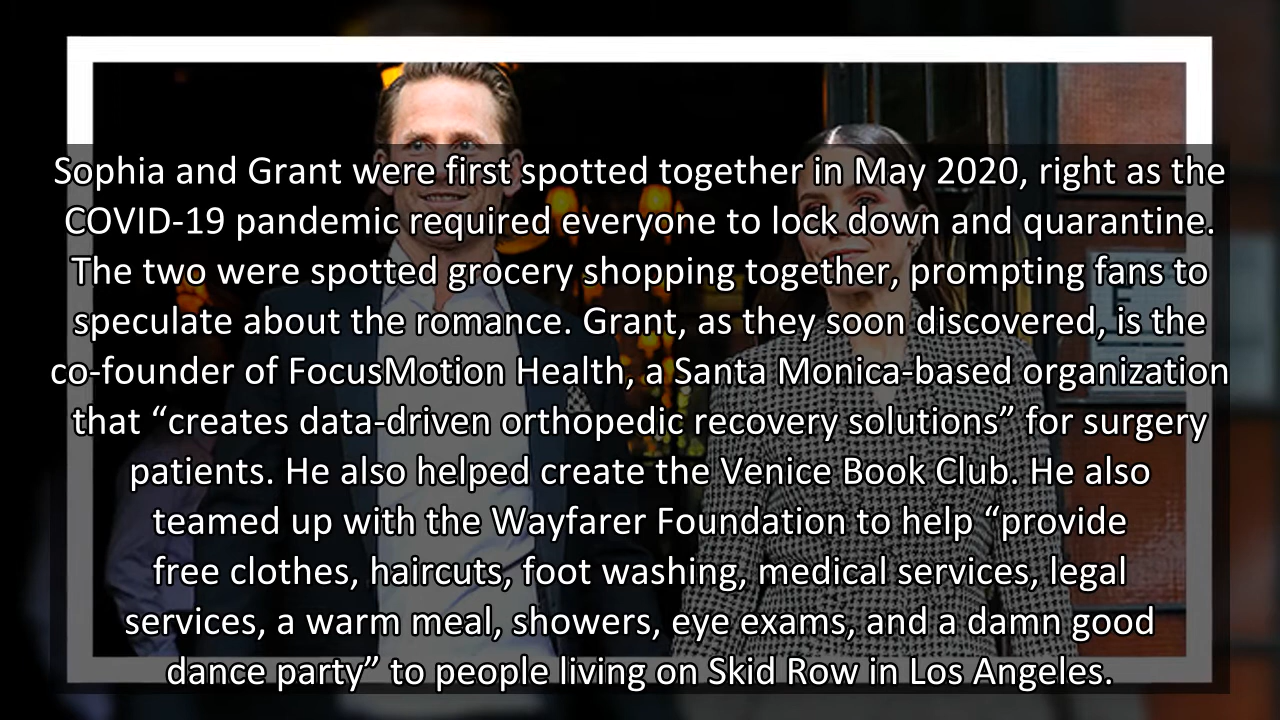 Sophia and Grant were first spotted together in May 2020, right as the
COVID-19 pandemic required everyone to lock down and quarantine.
The two were spotted grocery shopping together, prompting fans to
speculate about the romance. Grant, as they soon discovered, is the
co-founder of FocusMotion Health, a Santa Monica-based organization
that “creates data-driven orthopedic recovery solutions” for surgery
patients. He also helped create the Venice Book Club. He also
teamed up with the Wayfarer Foundation to help “provide
free clothes, haircuts, foot washing, medical services, legal
services, a warm meal, showers, eye exams, and a damn good
dance party” to people living on Skid Row in Los Angeles.